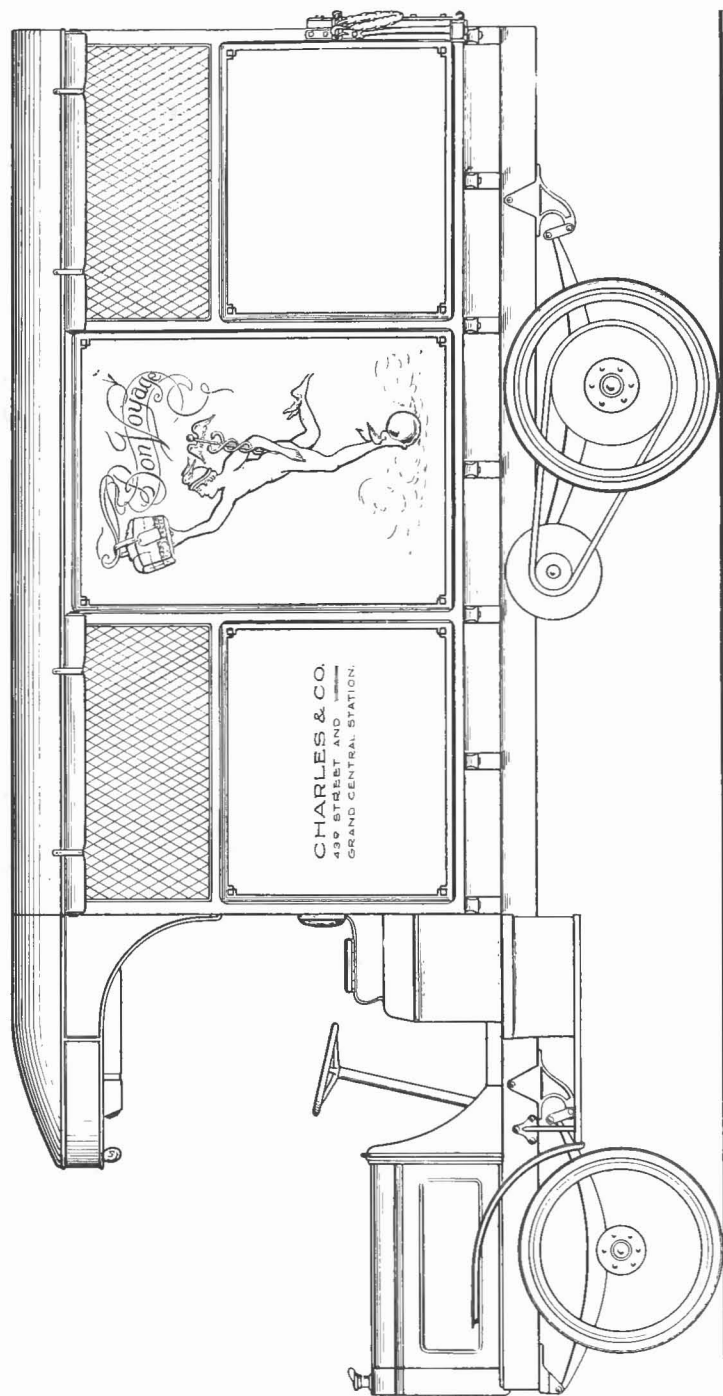 Bon Voyage
CHARLES & CO.
43D STREET AND
GRAND CENTRAL STATION.